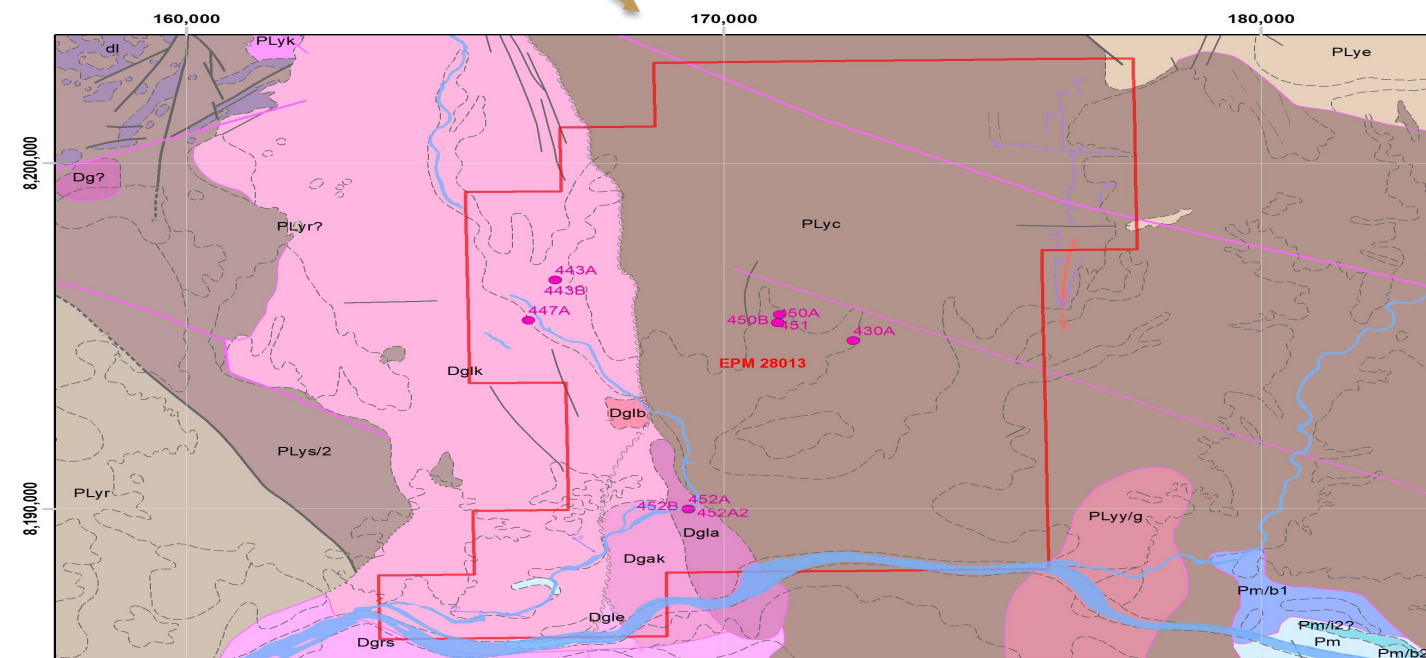 160,000
170,000
180,000
8,200,000
8,190,000
dl
PLyk
PLye
Dg?
PLyr?
PLyc
443A
443B
447A
450A
450B
451
430A
EPM 28013
Dglk
Dglb
PLys/2
PLyr
452A
452B
452A2
PLyy/g
Dgla
Dgak
Pm/b1
Dgle
Pm/i2?
Dgrs
Pm
Pm/b2